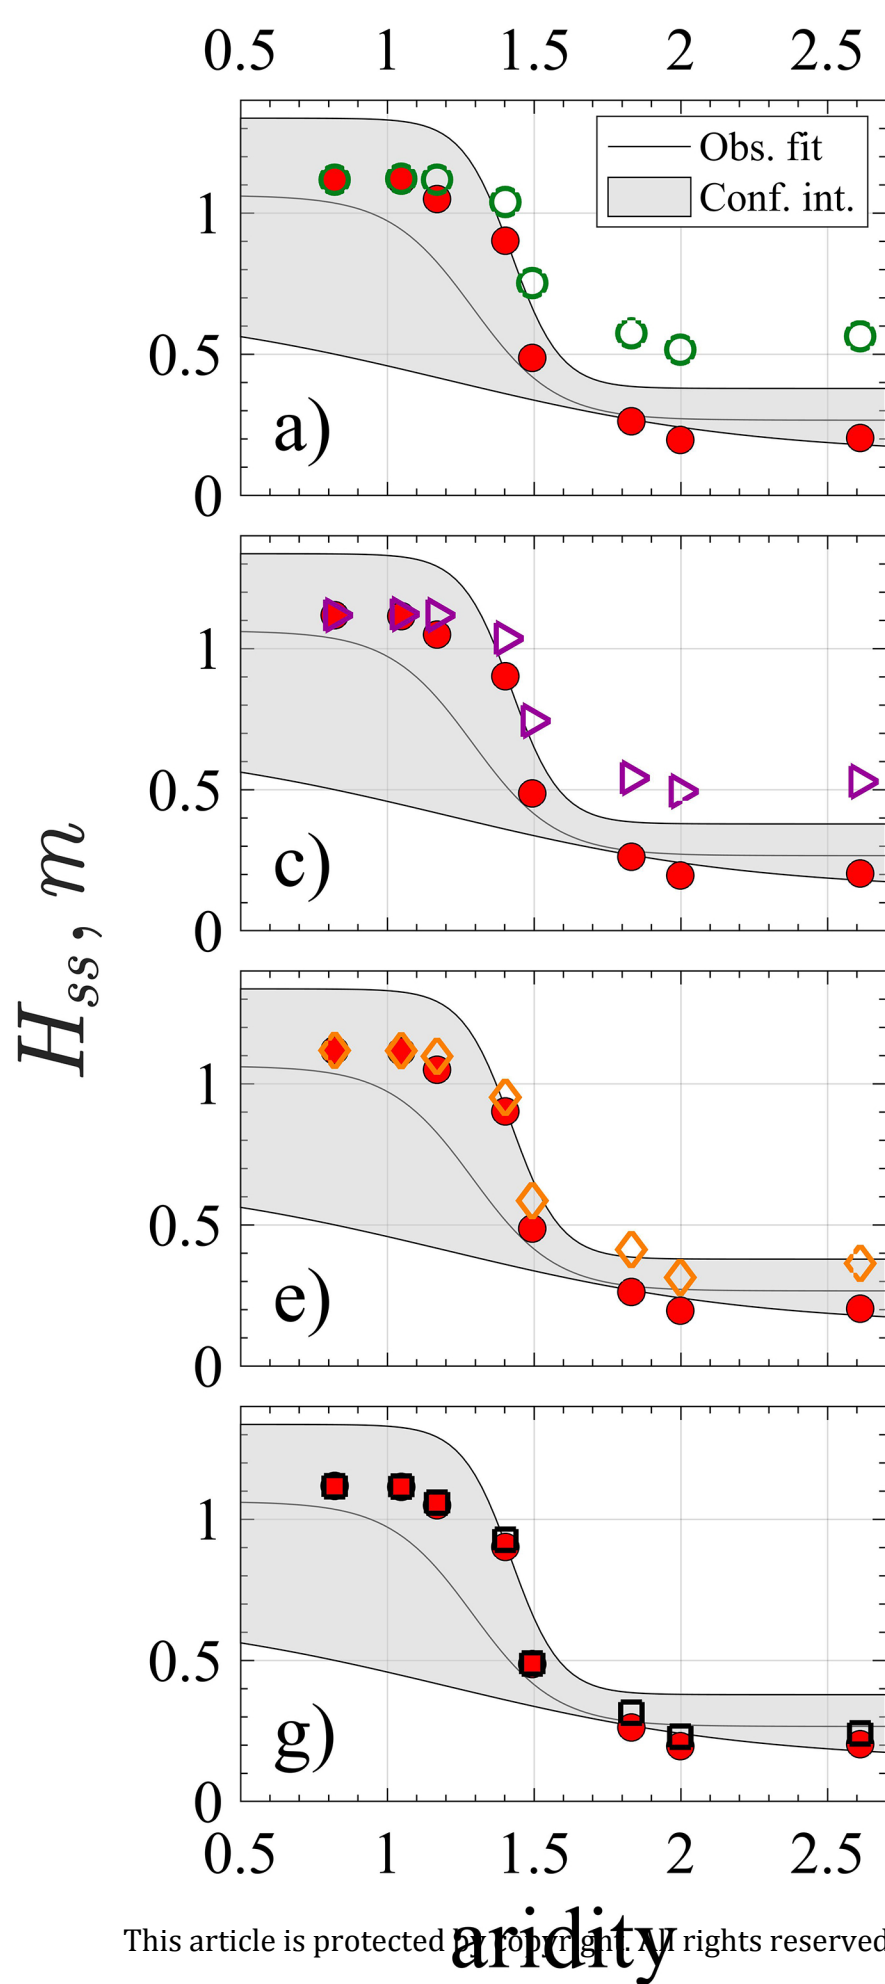 0.5 1 1.5 2 2.5
Obs. fit
Conf. int.
1
0.5
0
a)
1
0.5
0
c)
H_ss, m
1
0.5
0
e)
1
0.5
0
g)
0.5 1 1.5 2 2.5
aridity
This article is protected by copyright. All rights reserved